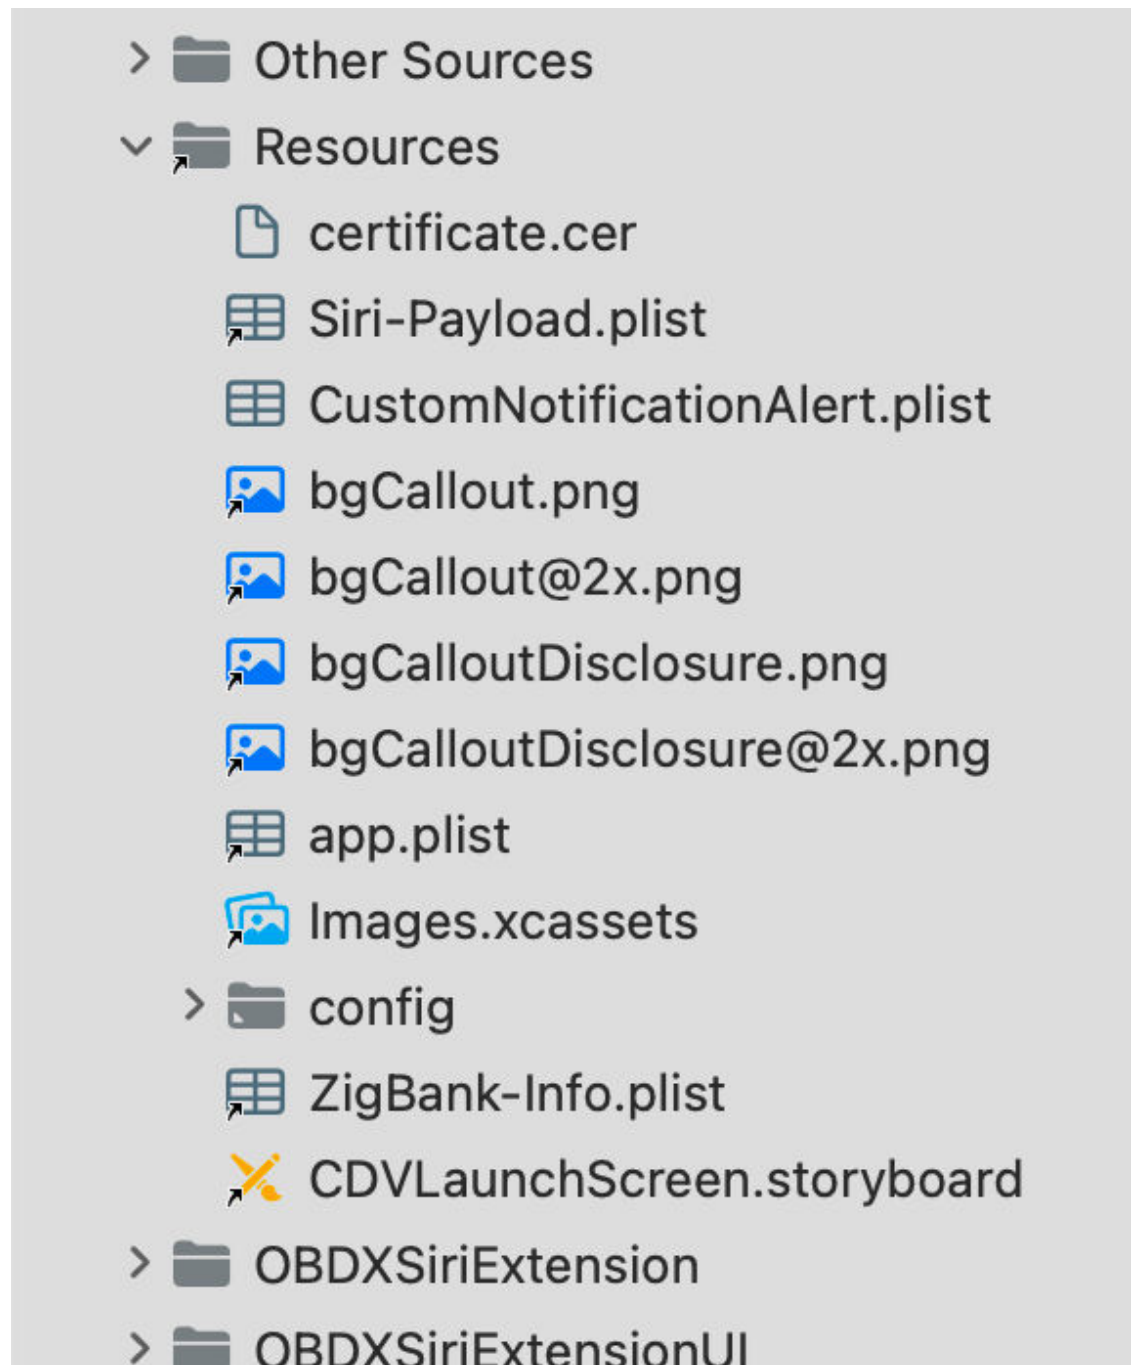 Other Sources
Resources
certificate.cer
Siri-Payload.plist
CustomNotificationAlert.plist
bgCallout.png
bgCallout@2x.png
bgCalloutDisclosure.png
bgCalloutDisclosure@2x.png
app.plist
Images.xcassets
config
ZigBank-Info.plist
CDVLaunchScreen.storyboard
OBDXSiriExtension
OBDXSiriExtensionUI